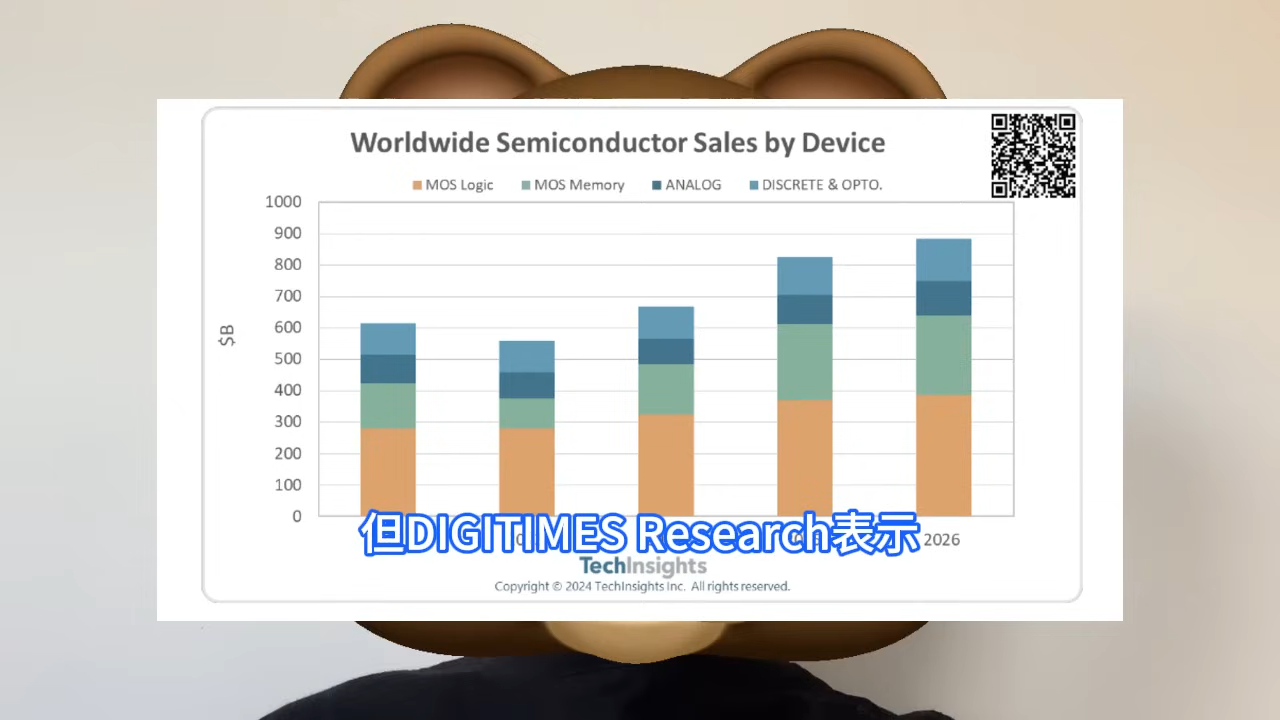 Worldwide Semiconductor Sales by Device
MOS Logic MOS Memory ANALOG DISCRETE & OPTO.
1000
900
800
700
600
500
400
300
200
100
0
$B
但DIGITIMES Research表示
2026
TechInsights
Copyright © 2024 TechInsights Inc. All rights reserved.